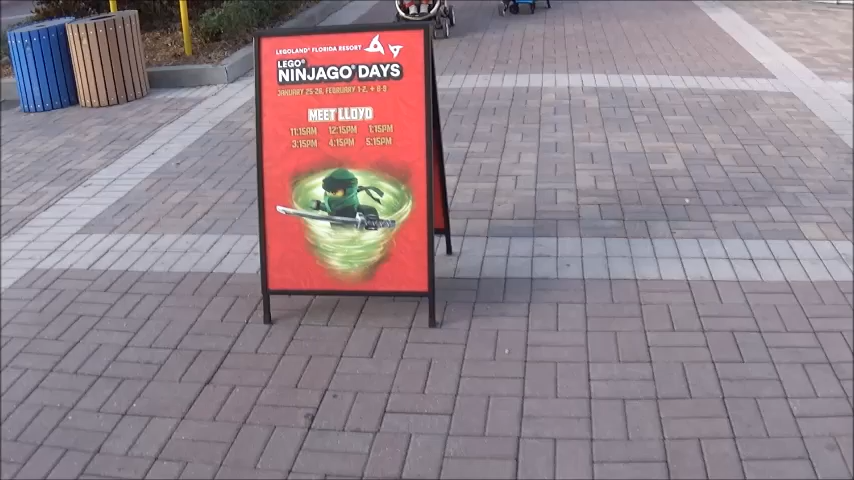 LEGOLAND® FLORIDA RESORT
LEGO®
NINJAGO® DAYS
JANUARY 25-26, FEBRUARY 1-2, + 8-9
MEET LLOYD
11:15AM 12:15PM 1:15PM
3:15PM 4:15PM 5:15PM